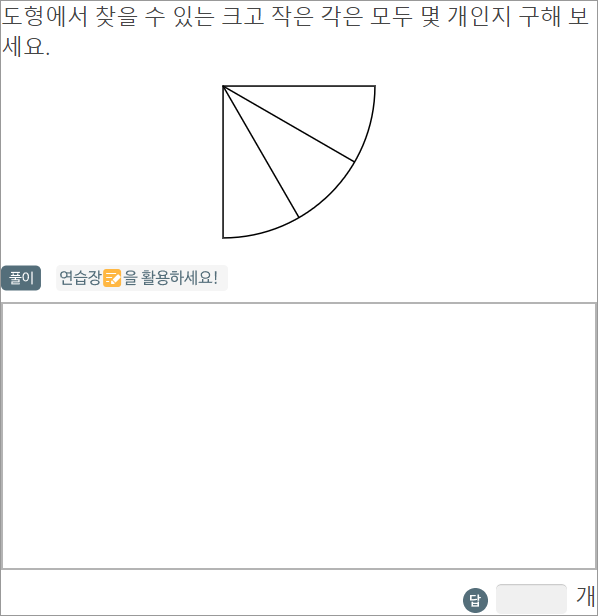 도형에서 찾을 수 있는 크고 작은 각은 모두 몇 개인지 구해 보
세요.
풀이 연습장을 활용하세요!
답 개